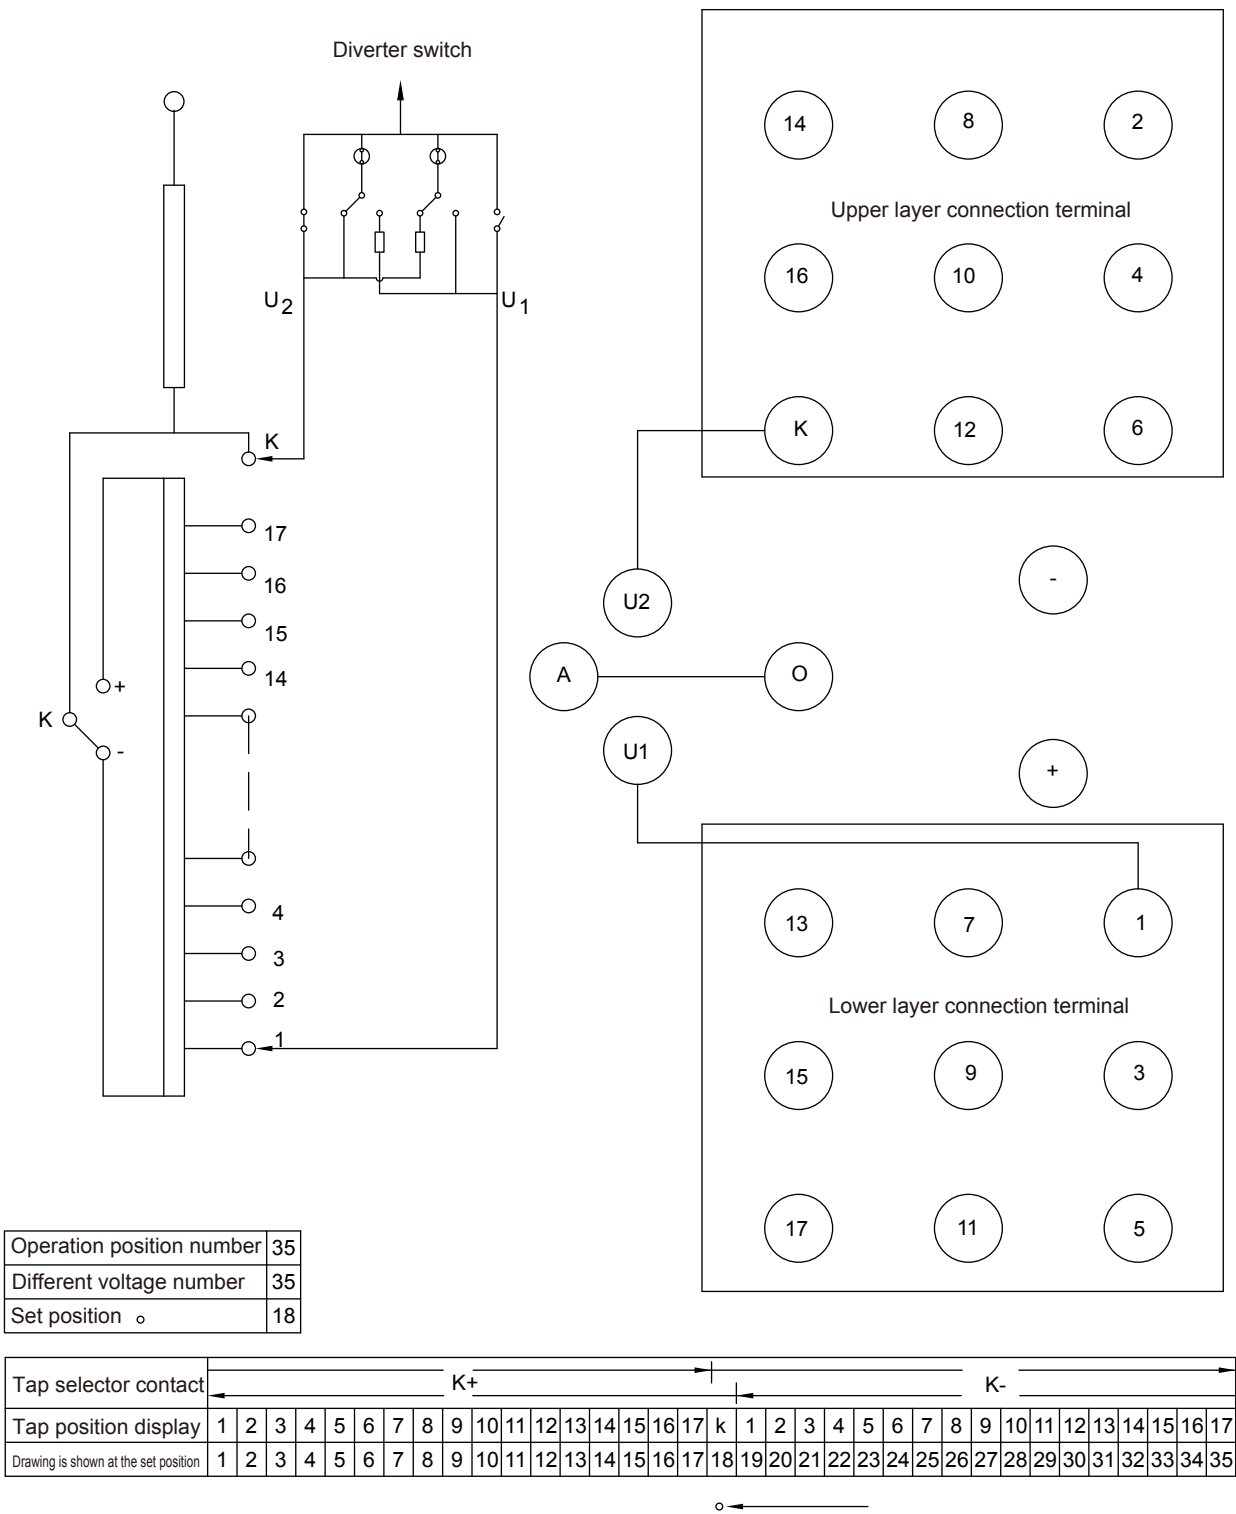 Diverter switch
U2
U1
K
17
16
15
14
+
K
-
4
3
2
1
14 8 2
Upper layer connection terminal
16 10 4
K 12 6
-
U2
A O
U1
+
13 7 1
Lower layer connection terminal
15 9 3
17 11 5
Operation position number 35
Different voltage number 35
Set position 18
Tap selector contact K+ K-
Tap position display 1 2 3 4 5 6 7 8 9 10 11 12 13 14 15 16 17 k 1 2 3 4 5 6 7 8 9 10 11 12 13 14 15 16 17
Drawing is shown at the set position 1 2 3 4 5 6 7 8 9 10 11 12 13 14 15 16 17 18 19 20 21 22 23 24 25 26 27 28 29 30 31 32 33 34 35